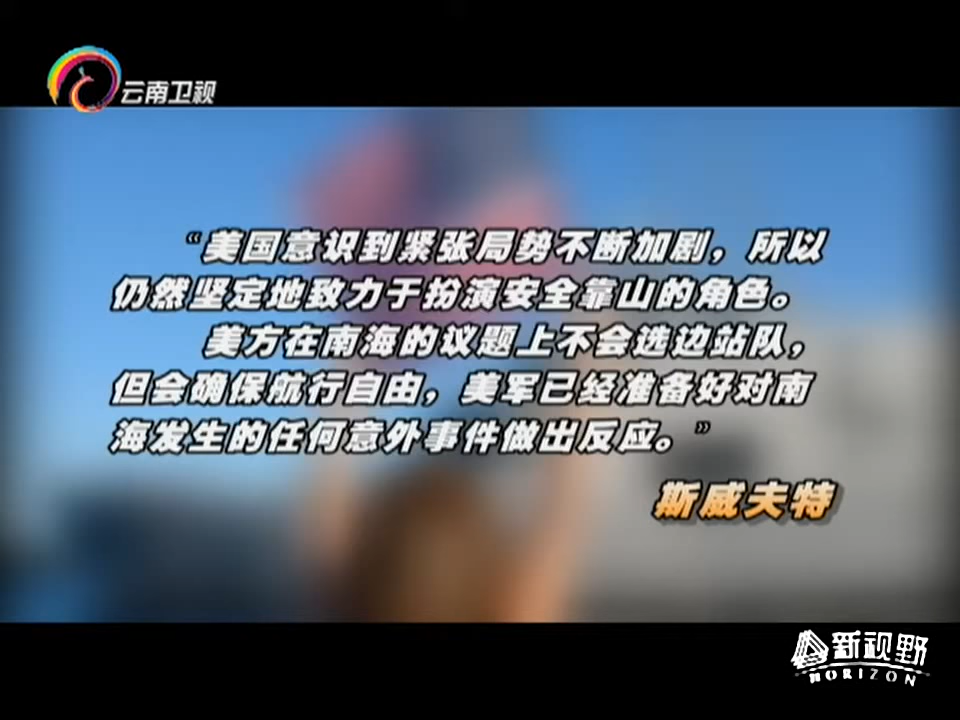 云南卫视
“美国意识到紧张局势不断加剧，所以
仍然坚定地致力于扮演安全靠山的角色。
美方在南海的议题上不会选边站队，
但会确保航行自由，美军已经准备好对南
海发生的任何意外事件做出反应。”
斯威夫特
新视野
HORIZON